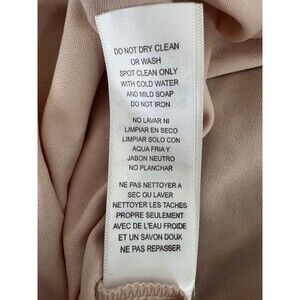 DO NOT DRY CLEAN
OR WASH
SPOT CLEAN ONLY
WITH COLD WATER
AND MILD SOAP
DO NOT IRON
NO LAVAR NI
LIMPIAR EN SECO
LIMPIAR SOLO CON
AQUA FRIA Y
JABON NEUTRO
NO PLANCHAR
NE PAS NETTOYER A
SEC OU LAVER
NETTOYER LES TACHES
PROPRE SEULEMENT
AVEC DE L'EAU FROIDE
ET UN SAVON DOUX
NE PAS REPASSER